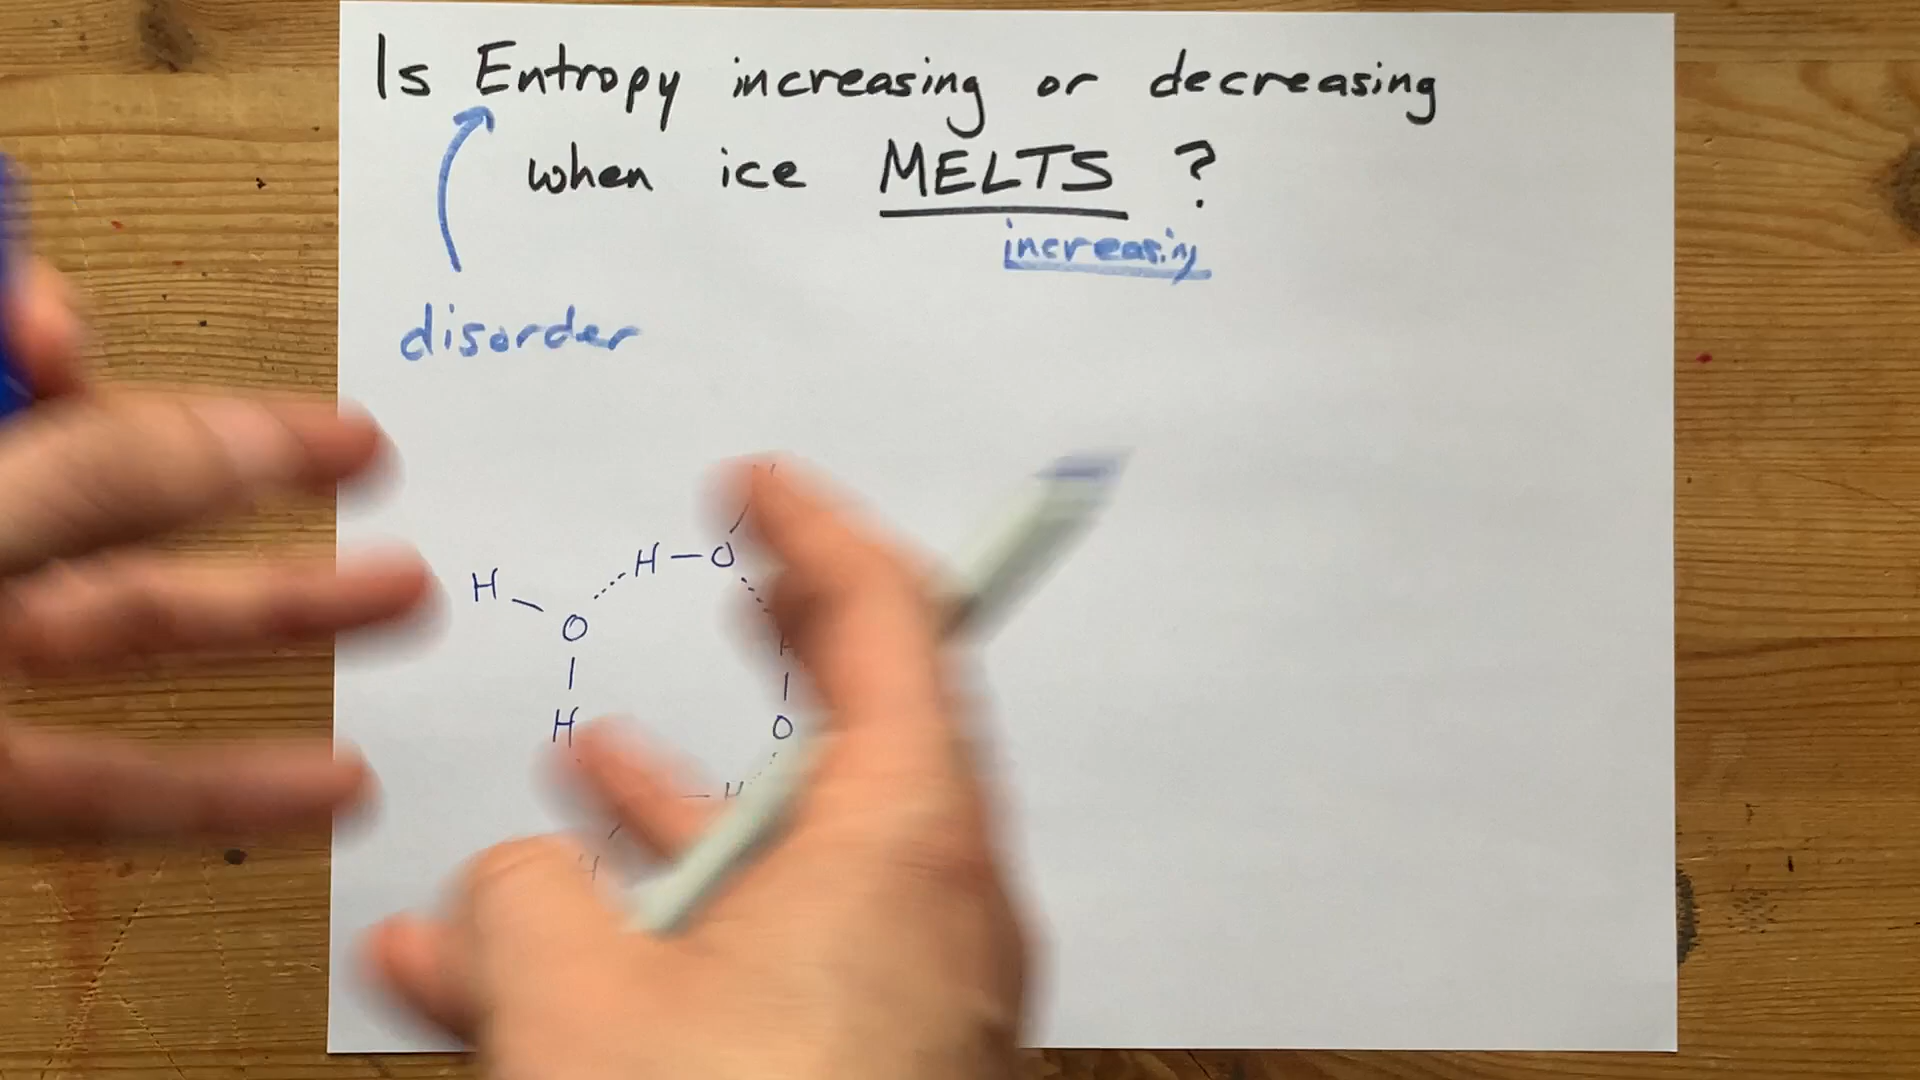 Is Entropy increasing or decreasing
when ice MELTS ?
increasing
disorder
H — O
H
O
H
H
O
H
H